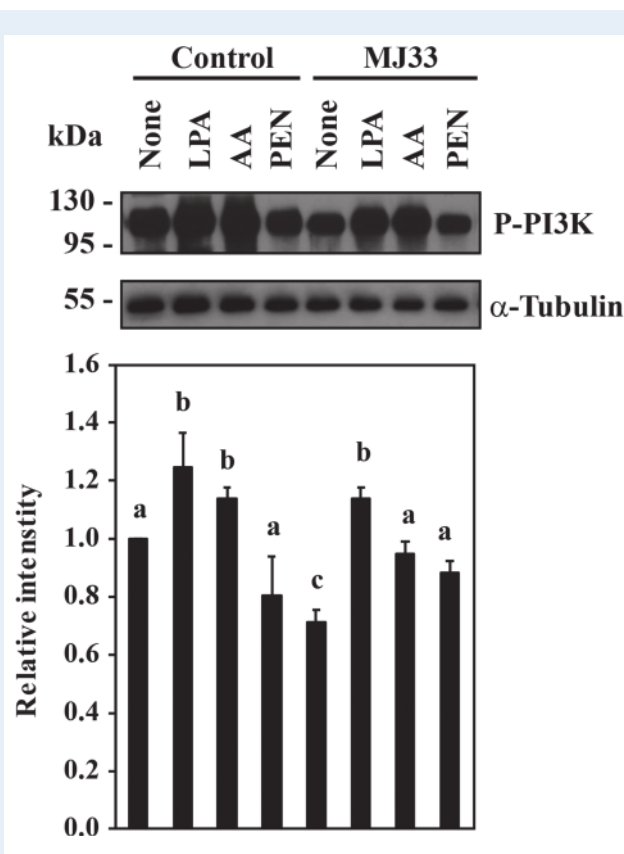 Control MJ33
kDa None LPA AA PEN None LPA AA PEN
130 -
P-PI3K
95 -
55 - α-Tubulin
1.6
1.4
1.2
1.0
0.8
0.6
0.4
0.2
0.0
Relative intenstity
a b b a c b a a